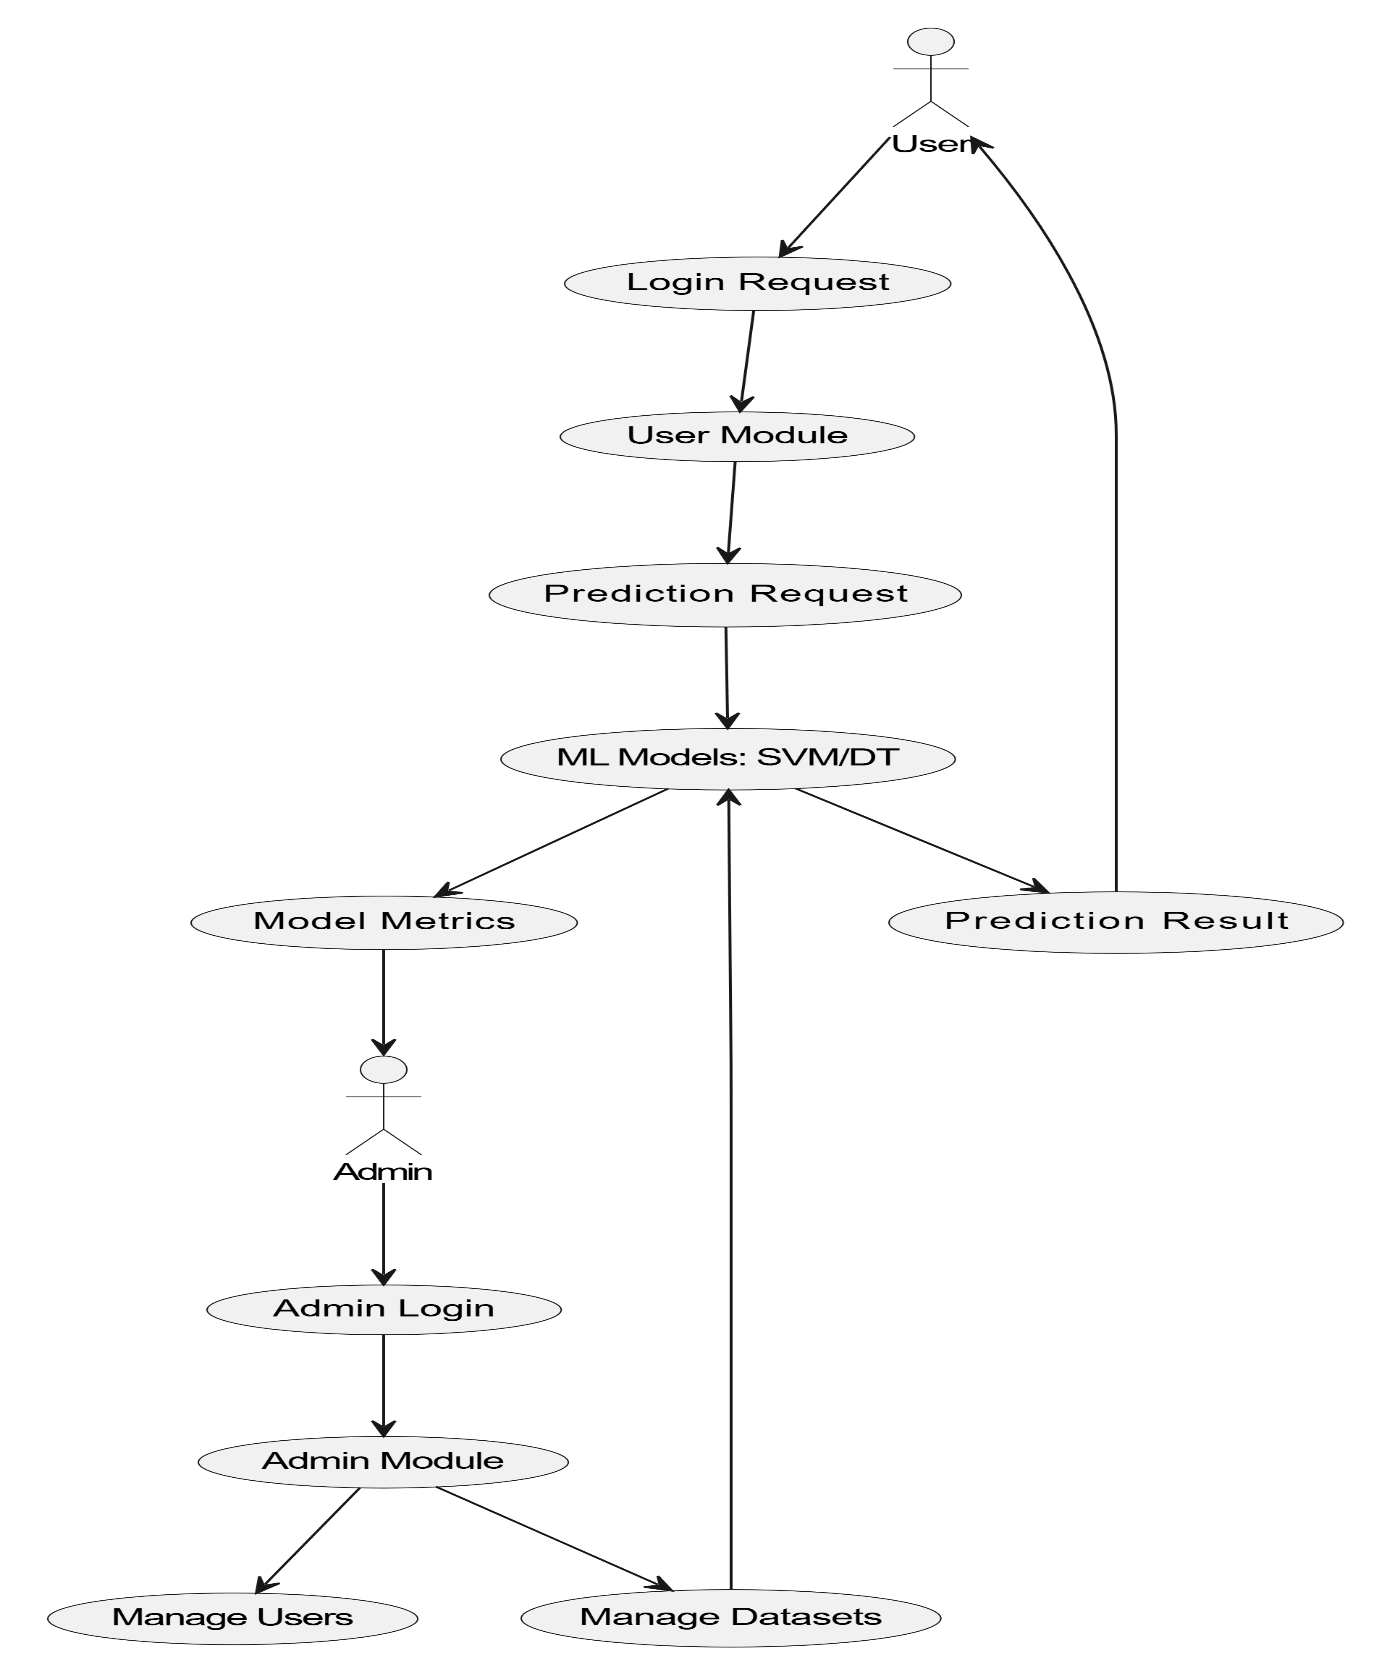 User
Login Request
User Module
Prediction Request
ML Models: SVM/DT
Model Metrics
Prediction Result
Admin
Admin Login
Admin Module
Manage Users
Manage Datasets